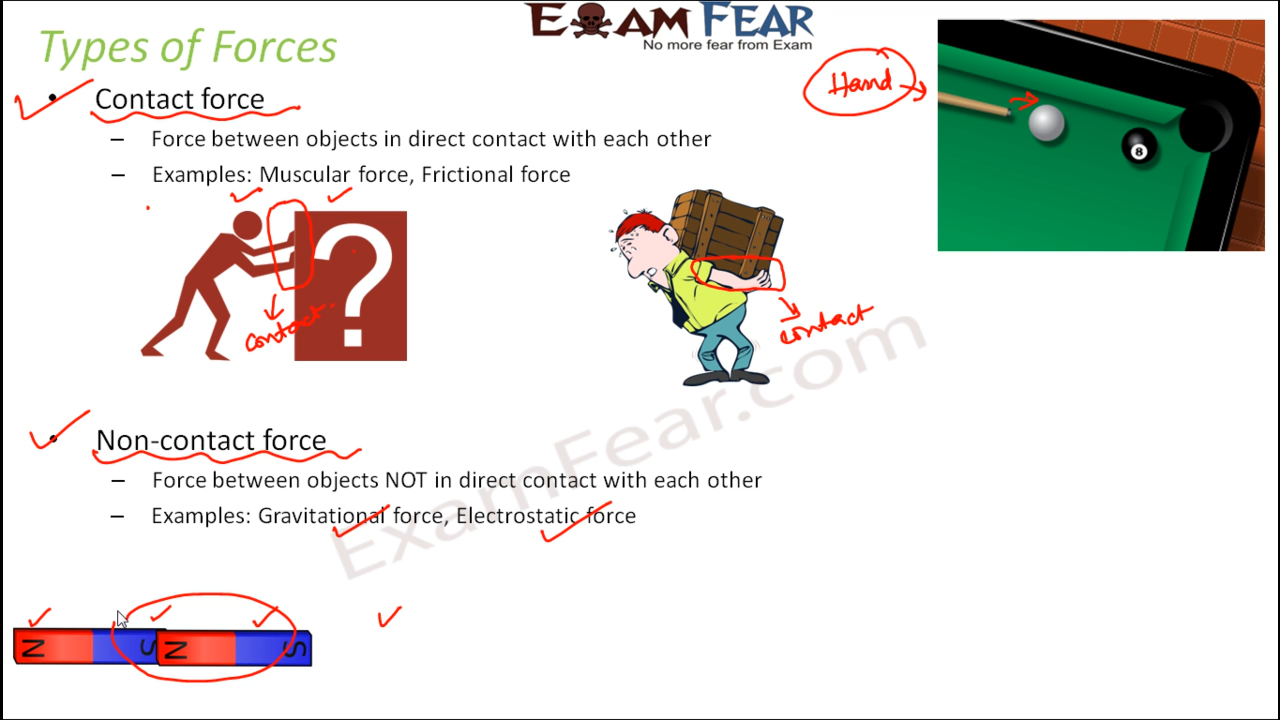 EXAM FEAR
No more fear from Exam
Types of Forces
• Contact force
– Force between objects in direct contact with each other
– Examples: Muscular force, Frictional force
Hand
8
?
contact
contact
• Non-contact force
– Force between objects NOT in direct contact with each other
– Examples: Gravitational force, Electrostatic force
ExamFear.com
N S N S